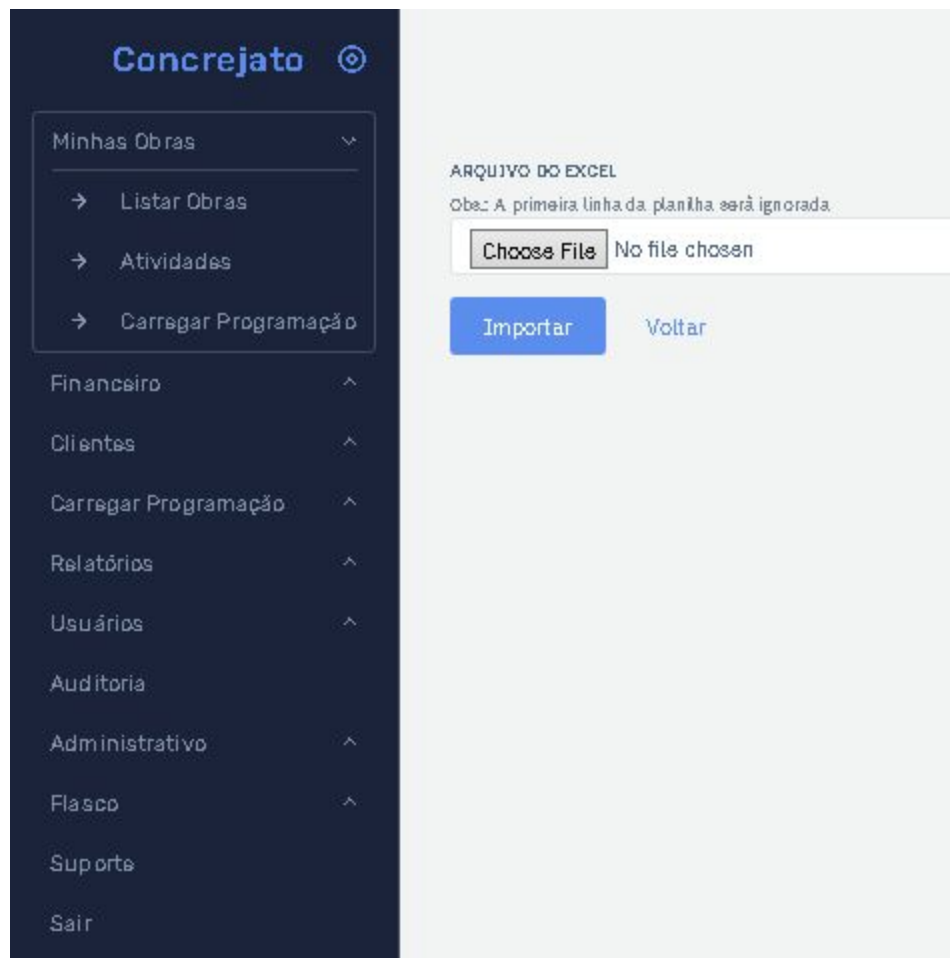 Concrejato
Minhas Obras
Listar Obras
Atividades
Carregar Programação
Financeiro
Clientes
Carregar Programação
Relatórios
Usuários
Auditoria
Administrativo
Flasco
Suporte
Sair
ARQUIVO DO EXCEL
Obs.: A primeira linha da planilha será ignorada
Choose File No file chosen
Importar Voltar